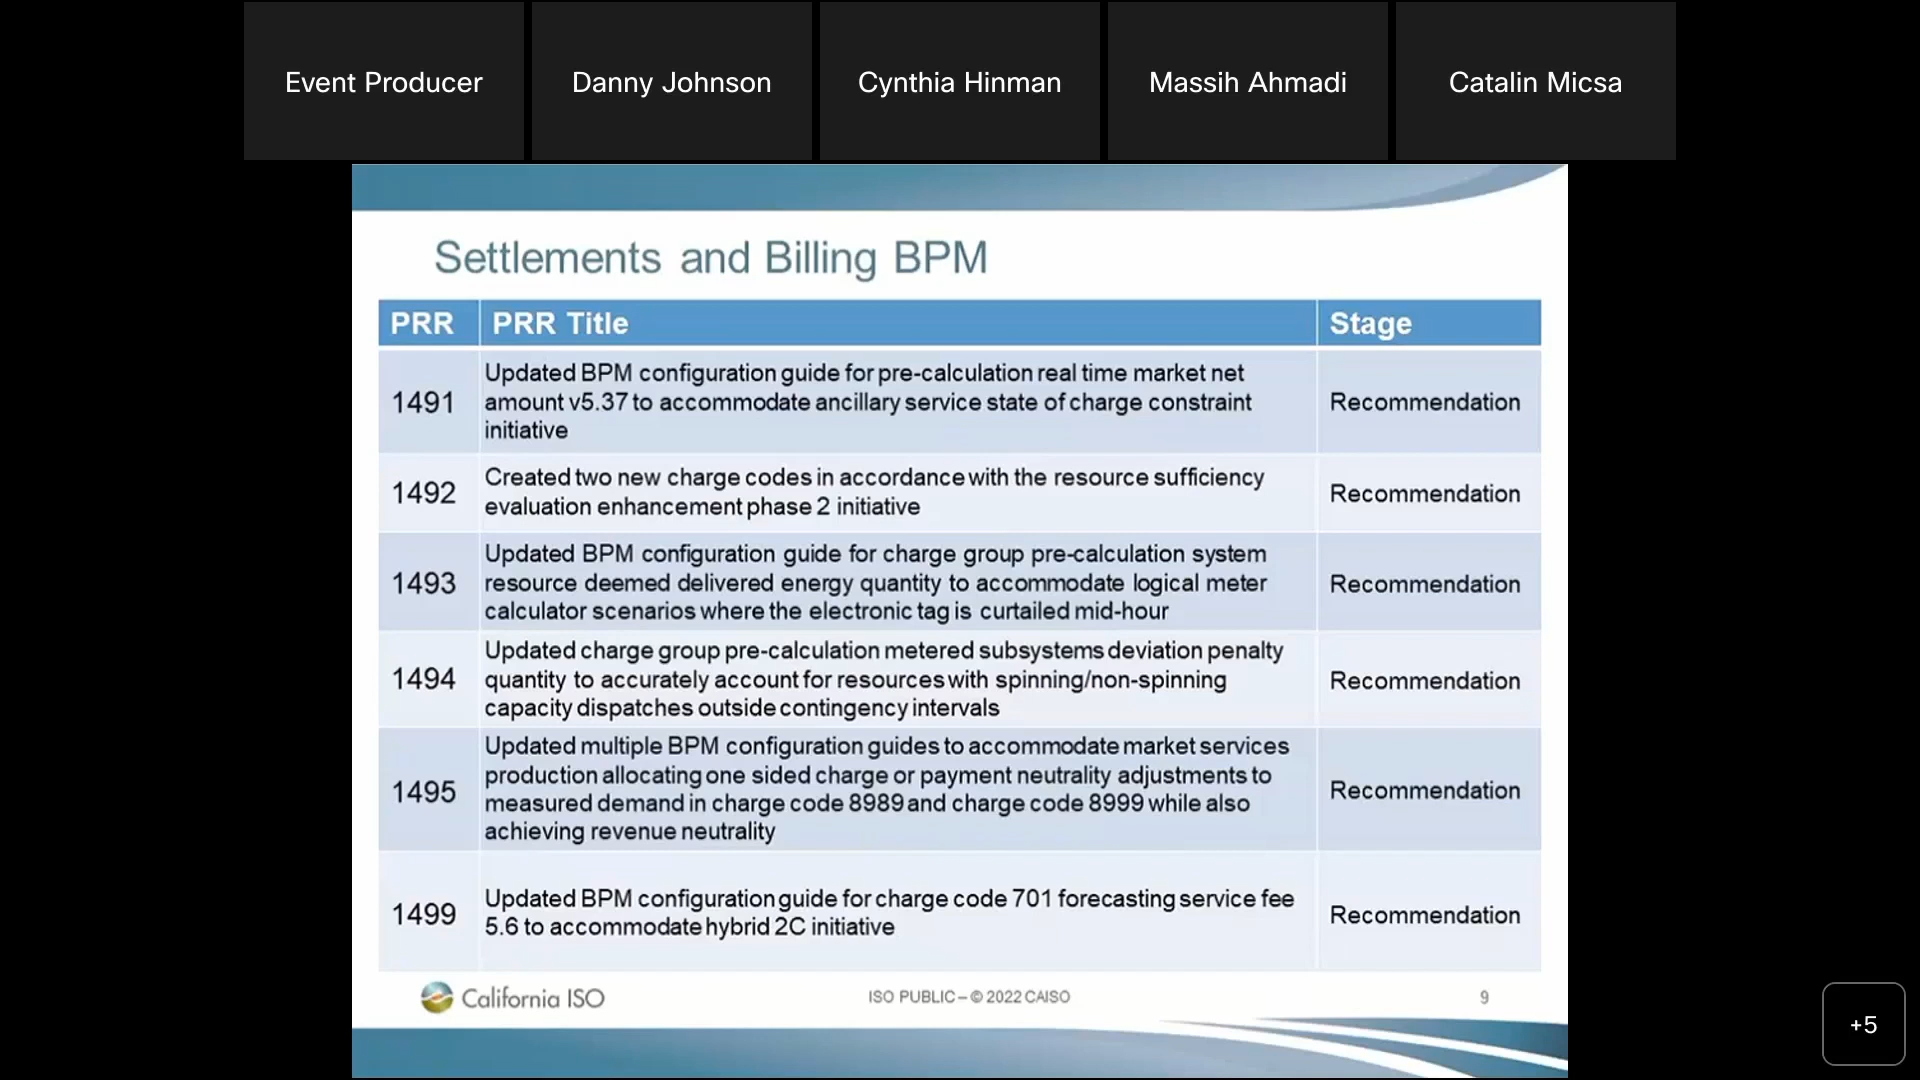 Event Producer
Danny Johnson
Cynthia Hinman
Massih Ahmadi
Catalin Micsa
Settlements and Billing BPM
PRR
PRR Title
Stage
1491
Updated BPM configuration guide for pre-calculation real time market net
amount v5.37 to accommodate ancillary service state of charge constraint
initiative
Recommendation
1492
Created two new charge codes in accordance with the resource sufficiency
evaluation enhancement phase 2 initiative
Recommendation
1493
Updated BPM configuration guide for charge group pre-calculation system
resource deemed delivered energy quantity to accommodate logical meter
calculator scenarios where the electronic tag is curtailed mid-hour
Recommendation
1494
Updated charge group pre-calculation metered subsystems deviation penalty
quantity to accurately account for resources with spinning/non-spinning
capacity dispatches outside contingency intervals
Recommendation
1495
Updated multiple BPM configuration guides to accommodate market services
production allocating one sided charge or payment neutrality adjustments to
measured demand in charge code 8989 and charge code 8999 while also
achieving revenue neutrality
Recommendation
1499
Updated BPM configuration guide for charge code 701 forecasting service fee
5.6 to accommodate hybrid 2C initiative
Recommendation
California ISO
ISO PUBLIC – © 2022 CAISO
9
+5